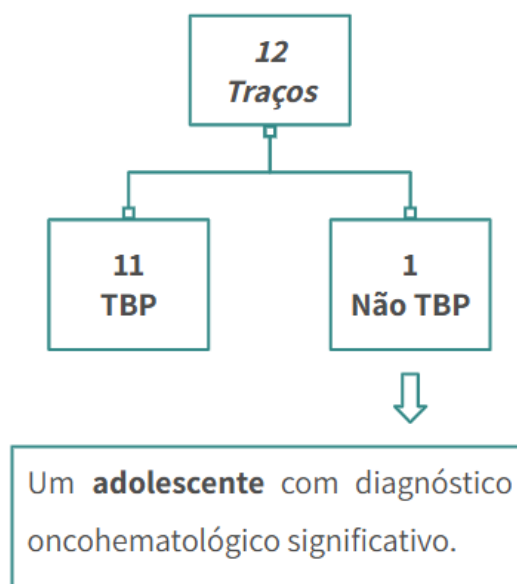 12
Traços
11
TBP
1
Não TBP
Um adolescente com diagnóstico
oncohematológico significativo.